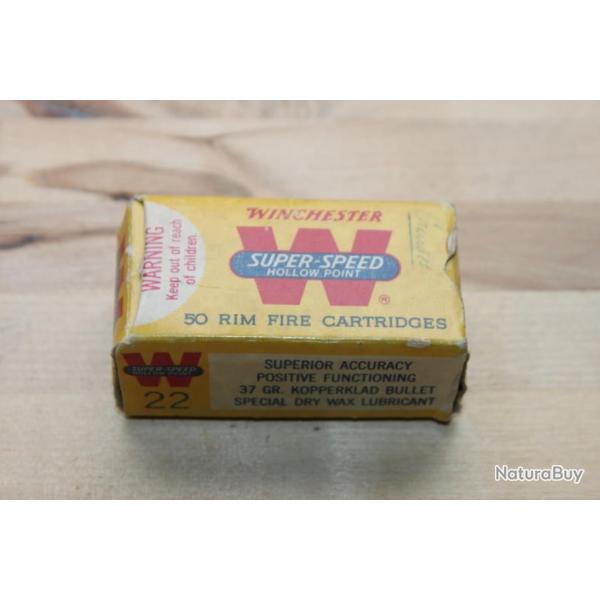 WINCHESTER
W
SUPER-SPEED
HOLLOW POINT
®
50 RIM FIRE CARTRIDGES
WARNING
Keep out of reach
of children.
W
SUPER-SPEED
HOLLOW POINT
22
SUPERIOR ACCURACY
POSITIVE FUNCTIONING
37 GR. KOPPERKLAD BULLET
SPECIAL DRY WAX LUBRICANT
NaturaBuy